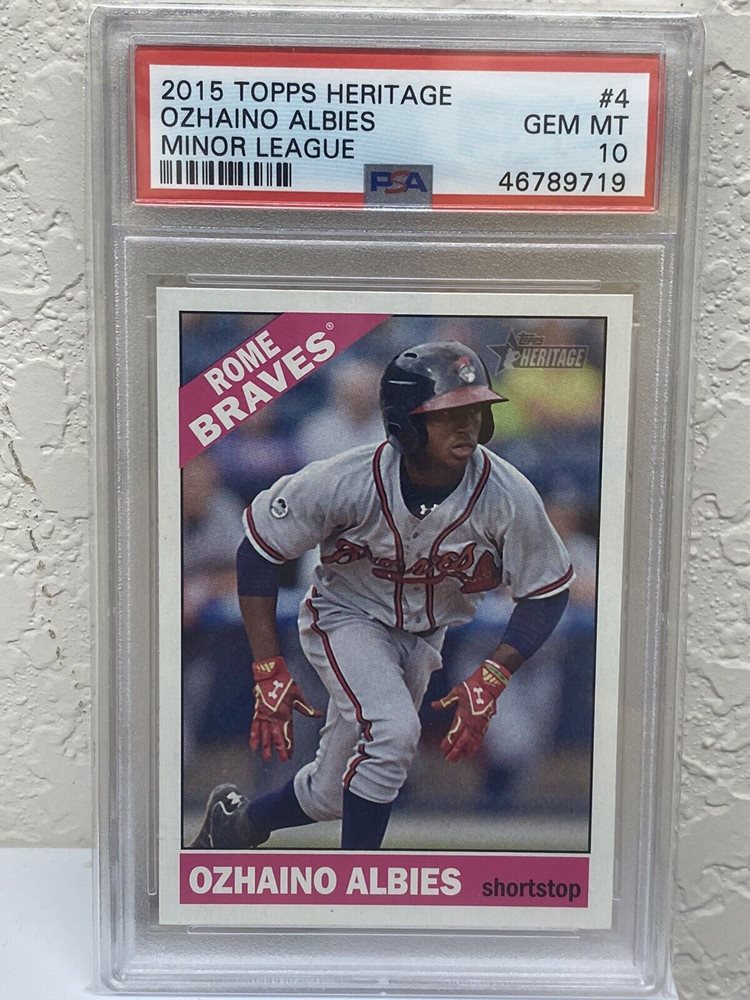 2015 TOPPS HERITAGE #4
OZHAINO ALBIES GEM MT
MINOR LEAGUE 10
PSA 46789719
ROME
BRAVES®
Topps
HERITAGE
Braves
OZHAINO ALBIES shortstop